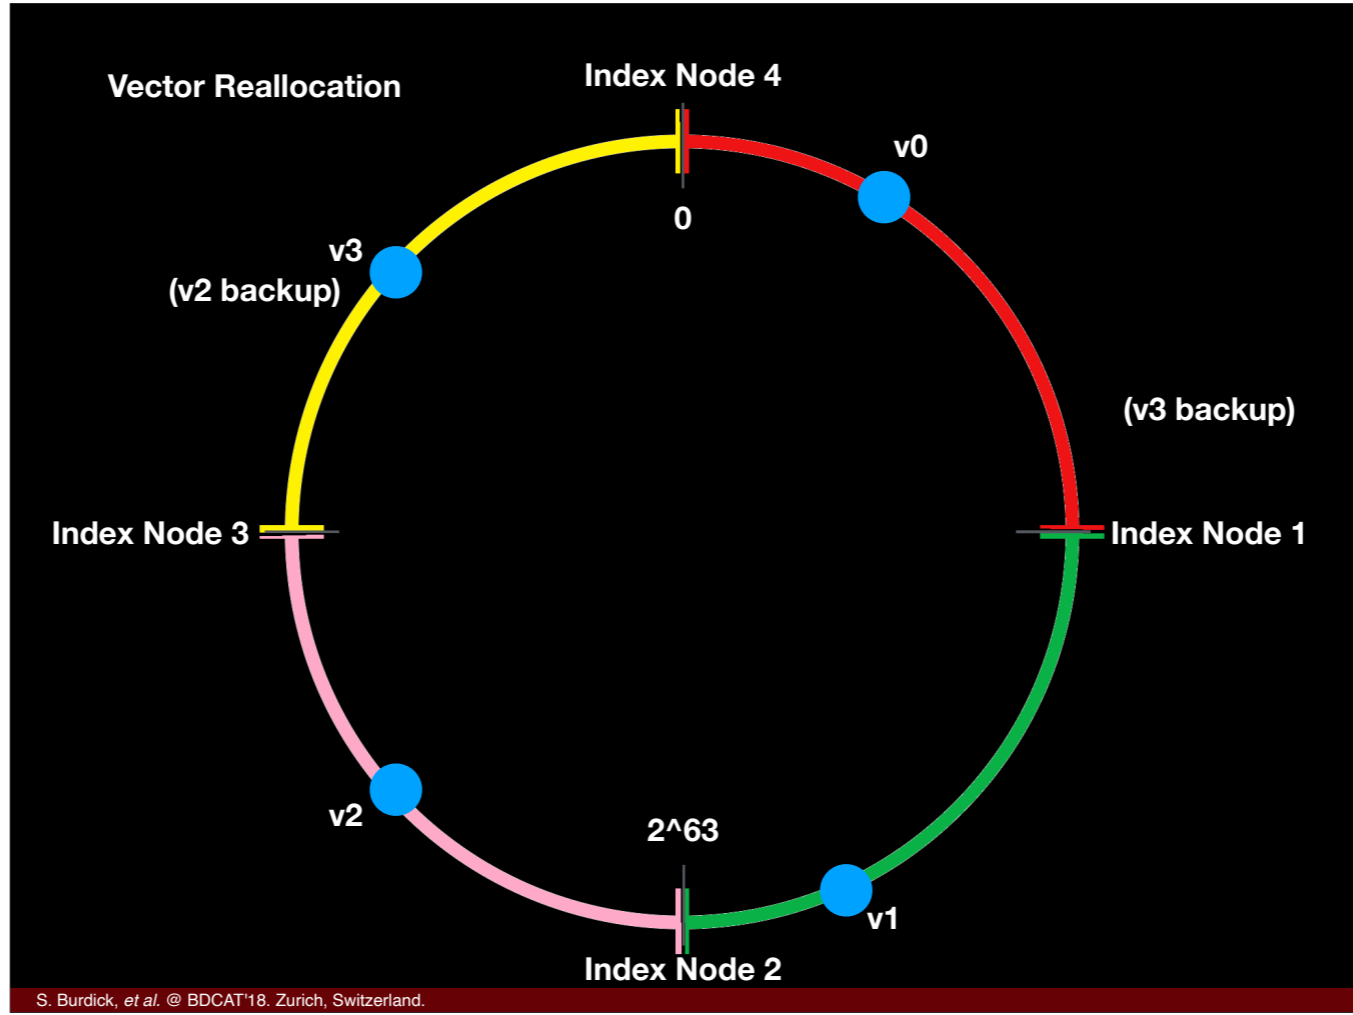 Vector Reallocation
Index Node 4
v0
0
v3
(v2 backup)
(v3 backup)
Index Node 3
Index Node 1
v2
2^63
v1
Index Node 2
S. Burdick, et al. @ BDCAT'18. Zurich, Switzerland.